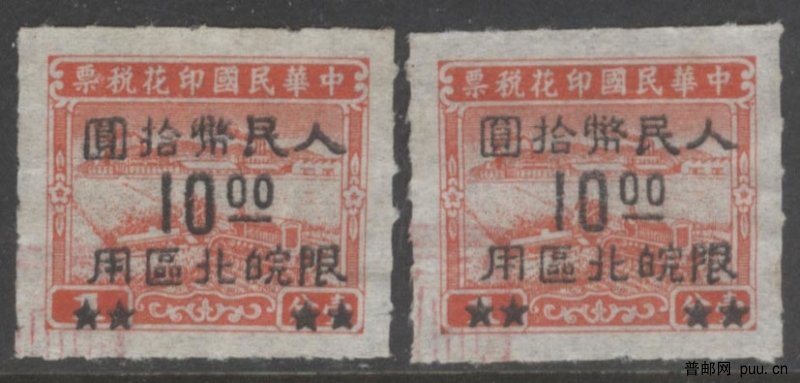 中華民國印花稅票
人民幣拾圓
10 00
限皖北區用
★★ ★★
中華民國印花稅票
人民幣拾圓
10 00
限皖北區用
★★ ★★
普邮网 puu.cn